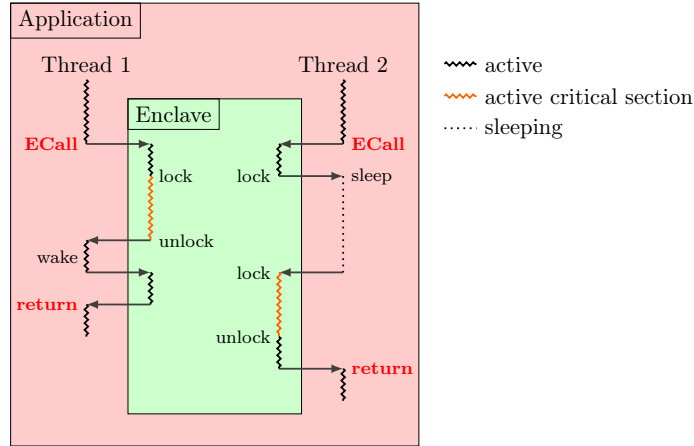 Application
Thread 1
Thread 2
active
active critical section
sleeping
Enclave
ECall
ECall
lock
lock
sleep
unlock
wake
lock
return
unlock
return